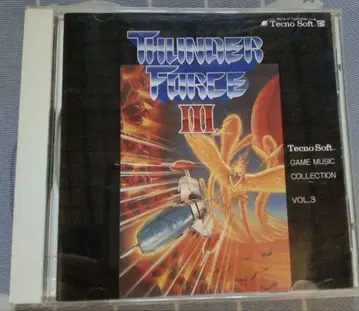 Tecno Soft
THUNDER
FORCE
III
Tecno Soft
GAME MUSIC
COLLECTION
VOL.3